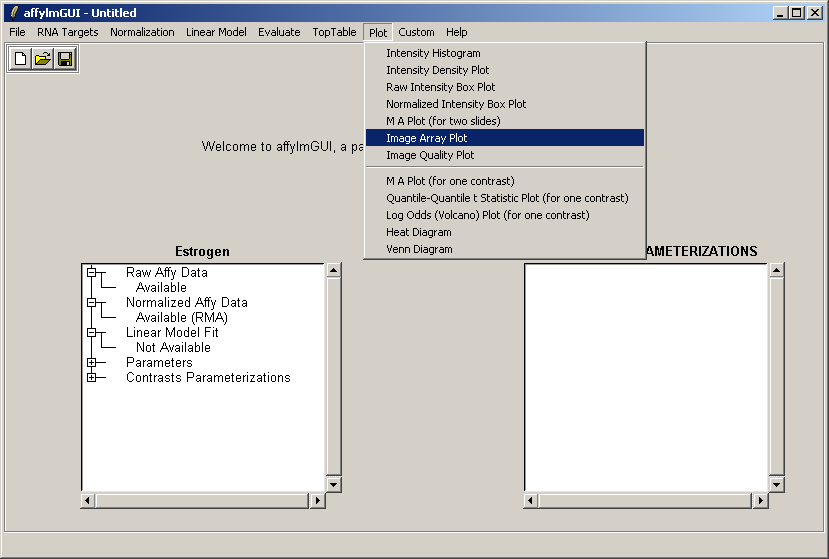 affylmGUI - Untitled
File RNA Targets Normalization Linear Model Evaluate TopTable Plot Custom Help
Intensity Histogram
Intensity Density Plot
Raw Intensity Box Plot
Normalized Intensity Box Plot
M A Plot (for two slides)
Image Array Plot
Image Quality Plot
M A Plot (for one contrast)
Quantile-Quantile t Statistic Plot (for one contrast)
Log Odds (Volcano) Plot (for one contrast)
Heat Diagram
Venn Diagram
Welcome to affylmGUI, a pa
Estrogen
Raw Affy Data
Available
Normalized Affy Data
Available (RMA)
Linear Model Fit
Not Available
Parameters
Contrasts Parameterizations
AMETERIZATIONS